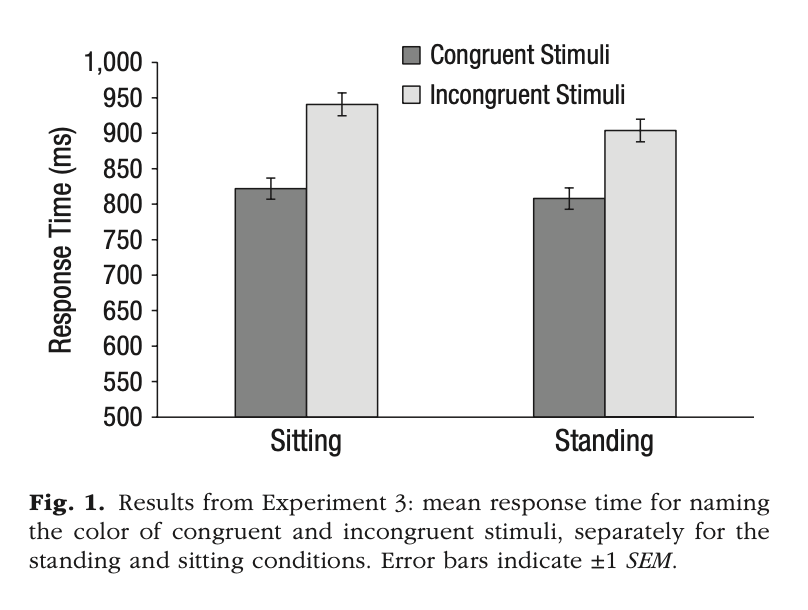 Congruent Stimuli
Incongruent Stimuli
Response Time (ms)
1,000
950
900
850
800
750
700
650
600
550
500
Sitting
Standing
Fig. 1. Results from Experiment 3: mean response time for naming
the color of congruent and incongruent stimuli, separately for the
standing and sitting conditions. Error bars indicate ±1 SEM.